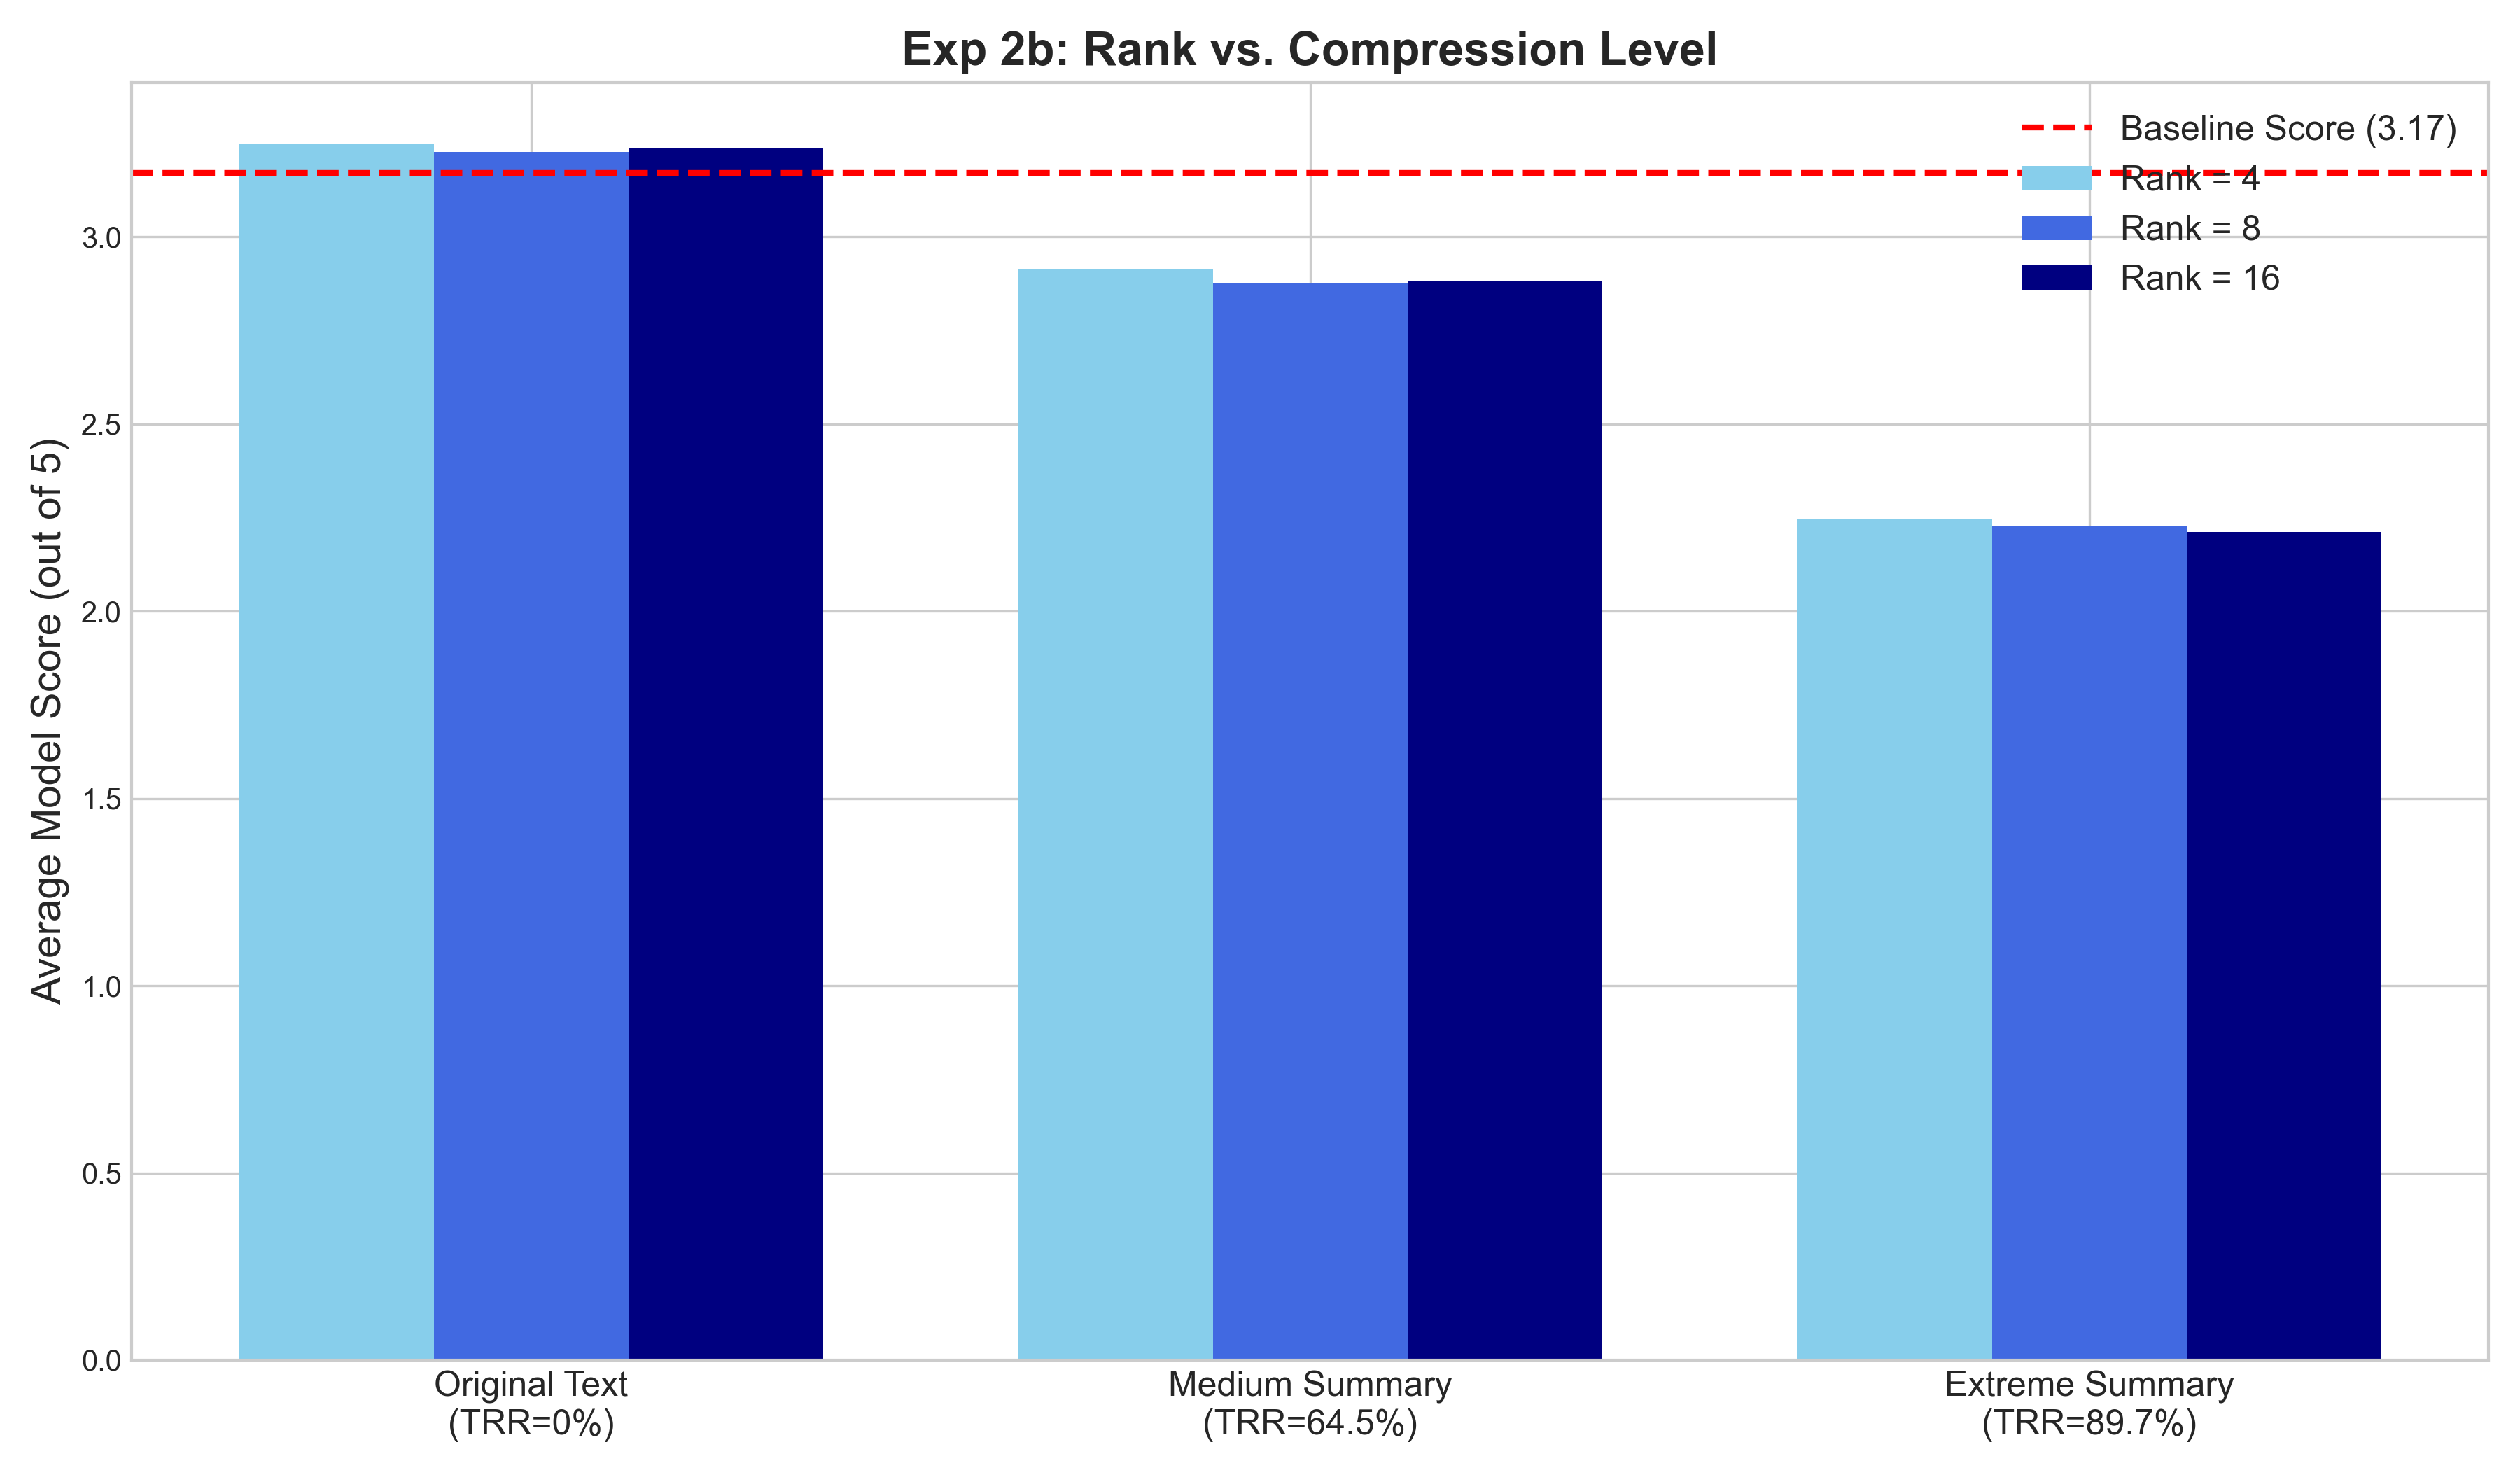 Exp 2b: Rank vs. Compression Level
Baseline Score (3.17)
Rank = 4
Rank = 8
Rank = 16
Average Model Score (out of 5)
3.0
2.5
2.0
1.5
1.0
0.5
0.0
Original Text
(TRR=0%)
Medium Summary
(TRR=64.5%)
Extreme Summary
(TRR=89.7%)